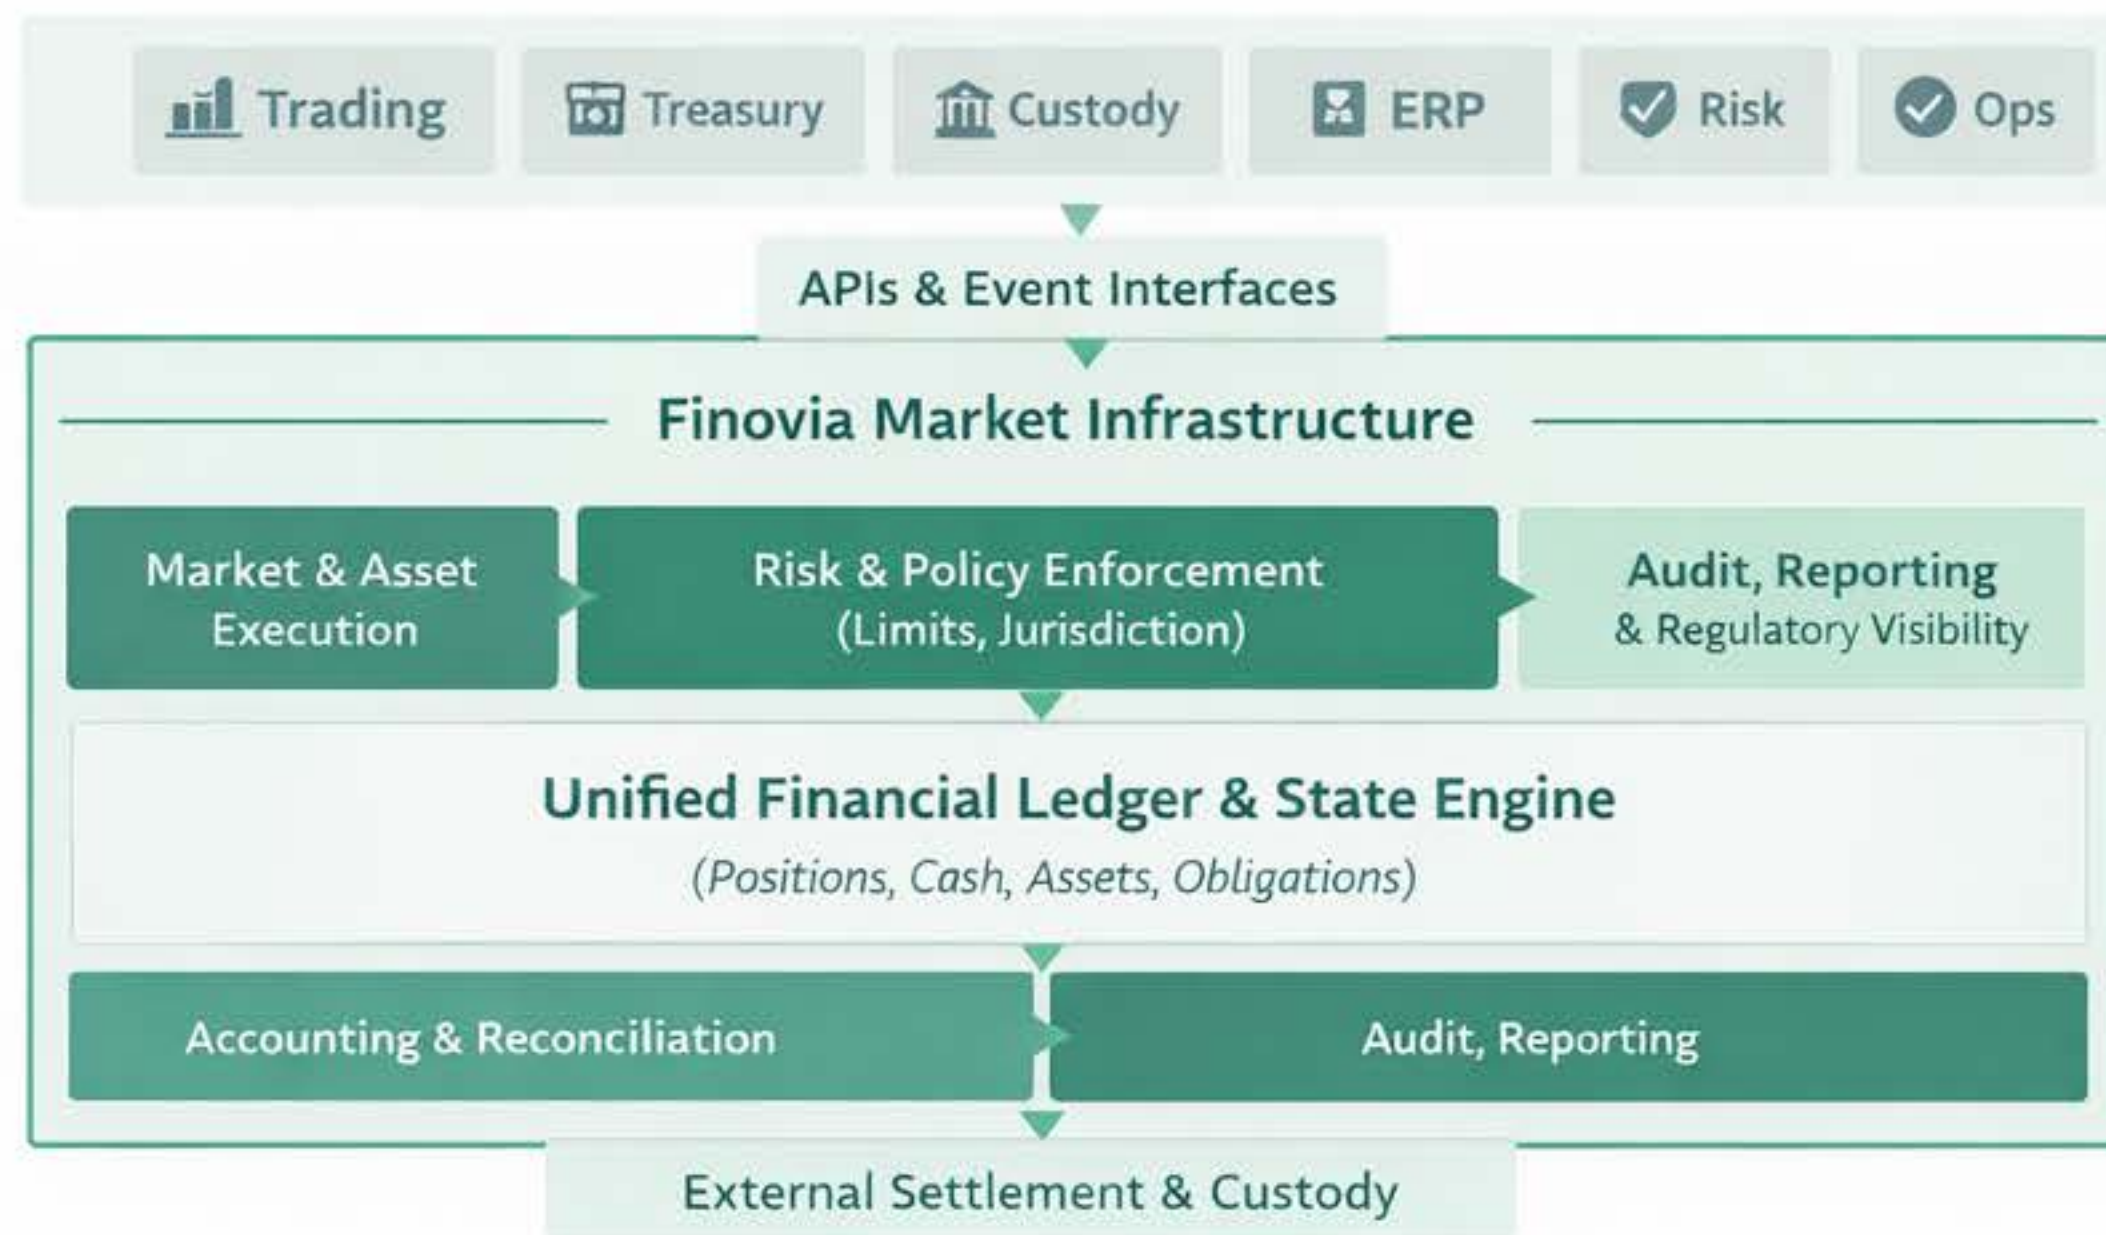 Trading
Treasury
Custody
ERP
Risk
Ops
APIs & Event Interfaces
Finovia Market Infrastructure
Market & Asset
Execution
Risk & Policy Enforcement
(Limits, Jurisdiction)
Audit, Reporting
& Regulatory Visibility
Unified Financial Ledger & State Engine
(Positions, Cash, Assets, Obligations)
Accounting & Reconciliation
Audit, Reporting
External Settlement & Custody